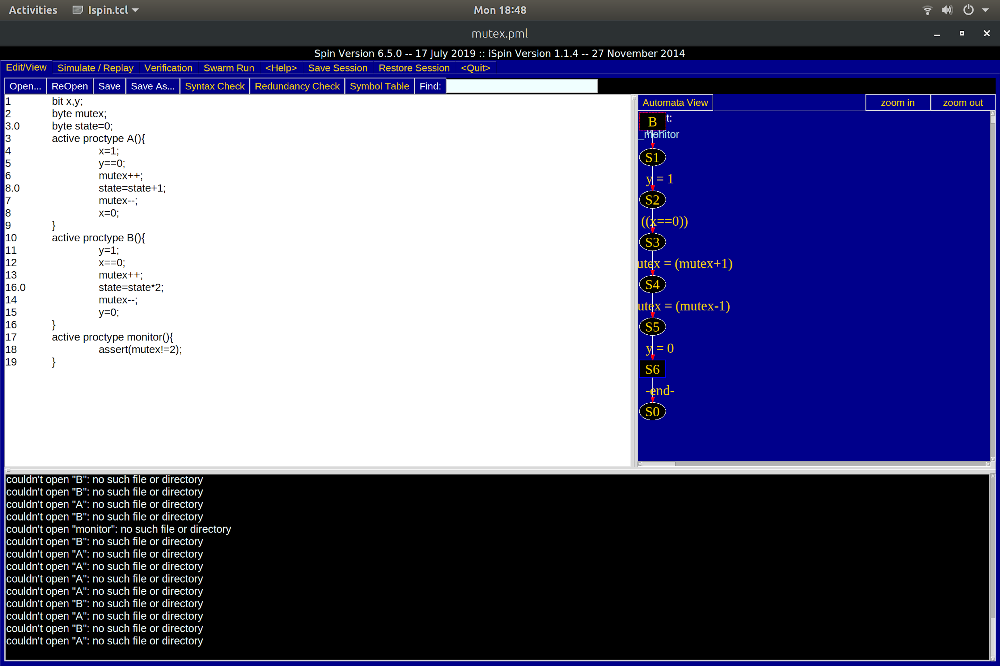 Activities Ispin.tcl Mon 18:48
mutex.pml
Spin Version 6.5.0 -- 17 July 2019 :: iSpin Version 1.1.4 -- 27 November 2014
Edit/View Simulate / Replay Verification Swarm Run <Help> Save Session Restore Session <Quit>
Open... ReOpen Save Save As... Syntax Check Redundancy Check Symbol Table Find:
1 bit x,y;
2 byte mutex;
3.0 byte state=0;
3 active proctype A(){
4 x=1;
5 y==0;
6 mutex++;
8.0 state=state+1;
7 mutex--;
8 x=0;
9 }
10 active proctype B(){
11 y=1;
12 x==0;
13 mutex++;
16.0 state=state*2;
14 mutex--;
15 y=0;
16 }
17 active proctype monitor(){
18 assert(mutex!=2);
19 }
Automata View zoom in zoom out
B t:
_monitor
S1
y = 1
S2
((x==0))
S3
utex = (mutex+1)
S4
utex = (mutex-1)
S5
y = 0
S6
-end-
S0
couldn't open "B": no such file or directory
couldn't open "B": no such file or directory
couldn't open "A": no such file or directory
couldn't open "B": no such file or directory
couldn't open "monitor": no such file or directory
couldn't open "B": no such file or directory
couldn't open "A": no such file or directory
couldn't open "A": no such file or directory
couldn't open "A": no such file or directory
couldn't open "A": no such file or directory
couldn't open "B": no such file or directory
couldn't open "A": no such file or directory
couldn't open "B": no such file or directory
couldn't open "A": no such file or directory